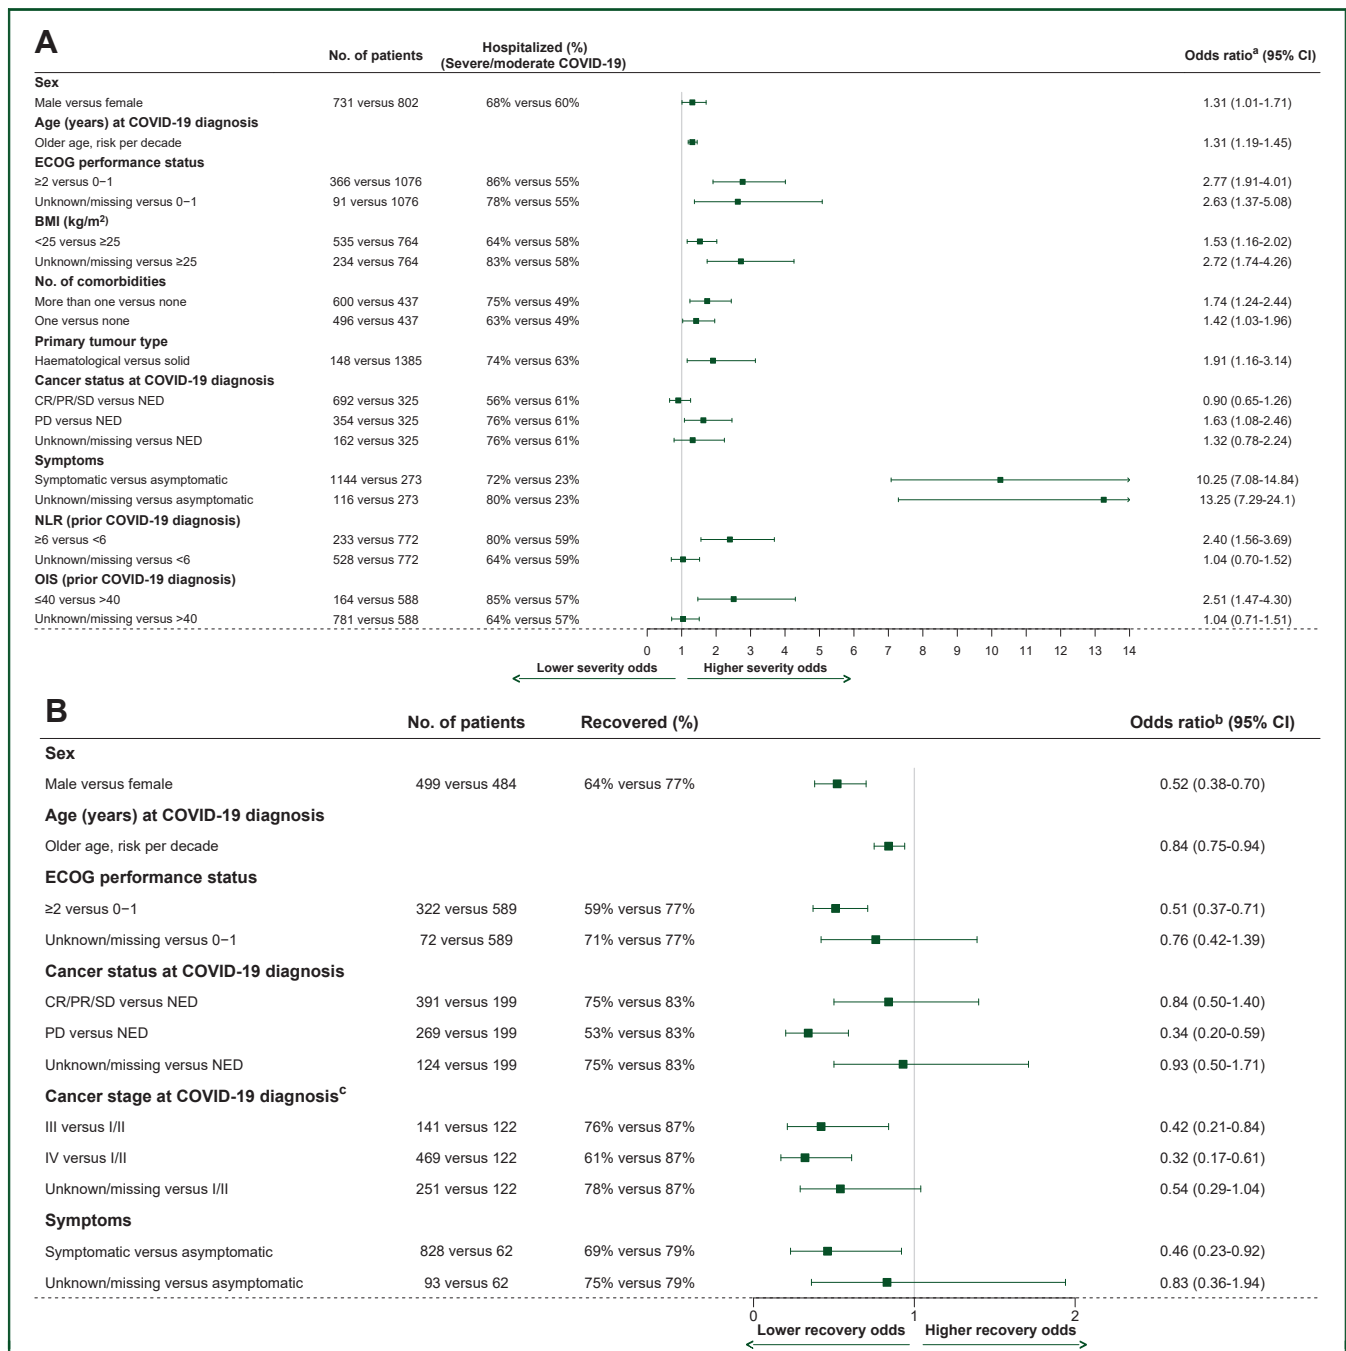 A
No. of patients Hospitalized (%) (Severe/moderate COVID-19) Odds ratioᵃ (95% CI)
Sex
Male versus female 731 versus 802 68% versus 60% 1.31 (1.01-1.71)
Age (years) at COVID-19 diagnosis
Older age, risk per decade 1.31 (1.19-1.45)
ECOG performance status
≥2 versus 0−1 366 versus 1076 86% versus 55% 2.77 (1.91-4.01)
Unknown/missing versus 0−1 91 versus 1076 78% versus 55% 2.63 (1.37-5.08)
BMI (kg/m²)
<25 versus ≥25 535 versus 764 64% versus 58% 1.53 (1.16-2.02)
Unknown/missing versus ≥25 234 versus 764 83% versus 58% 2.72 (1.74-4.26)
No. of comorbidities
More than one versus none 600 versus 437 75% versus 49% 1.74 (1.24-2.44)
One versus none 496 versus 437 63% versus 49% 1.42 (1.03-1.96)
Primary tumour type
Haematological versus solid 148 versus 1385 74% versus 63% 1.91 (1.16-3.14)
Cancer status at COVID-19 diagnosis
CR/PR/SD versus NED 692 versus 325 56% versus 61% 0.90 (0.65-1.26)
PD versus NED 354 versus 325 76% versus 61% 1.63 (1.08-2.46)
Unknown/missing versus NED 162 versus 325 76% versus 61% 1.32 (0.78-2.24)
Symptoms
Symptomatic versus asymptomatic 1144 versus 273 72% versus 23% 10.25 (7.08-14.84)
Unknown/missing versus asymptomatic 116 versus 273 80% versus 23% 13.25 (7.29-24.1)
NLR (prior COVID-19 diagnosis)
≥6 versus <6 233 versus 772 80% versus 59% 2.40 (1.56-3.69)
Unknown/missing versus <6 528 versus 772 64% versus 59% 1.04 (0.70-1.52)
OIS (prior COVID-19 diagnosis)
≤40 versus >40 164 versus 588 85% versus 57% 2.51 (1.47-4.30)
Unknown/missing versus >40 781 versus 588 64% versus 57% 1.04 (0.71-1.51)
0 1 2 3 4 5 6 7 8 9 10 11 12 13 14
Lower severity odds Higher severity odds
B
No. of patients Recovered (%) Odds ratioᵇ (95% CI)
Sex
Male versus female 499 versus 484 64% versus 77% 0.52 (0.38-0.70)
Age (years) at COVID-19 diagnosis
Older age, risk per decade 0.84 (0.75-0.94)
ECOG performance status
≥2 versus 0−1 322 versus 589 59% versus 77% 0.51 (0.37-0.71)
Unknown/missing versus 0−1 72 versus 589 71% versus 77% 0.76 (0.42-1.39)
Cancer status at COVID-19 diagnosis
CR/PR/SD versus NED 391 versus 199 75% versus 83% 0.84 (0.50-1.40)
PD versus NED 269 versus 199 53% versus 83% 0.34 (0.20-0.59)
Unknown/missing versus NED 124 versus 199 75% versus 83% 0.93 (0.50-1.71)
Cancer stage at COVID-19 diagnosisᶜ
III versus I/II 141 versus 122 76% versus 87% 0.42 (0.21-0.84)
IV versus I/II 469 versus 122 61% versus 87% 0.32 (0.17-0.61)
Unknown/missing versus I/II 251 versus 122 78% versus 87% 0.54 (0.29-1.04)
Symptoms
Symptomatic versus asymptomatic 828 versus 62 69% versus 79% 0.46 (0.23-0.92)
Unknown/missing versus asymptomatic 93 versus 62 75% versus 79% 0.83 (0.36-1.94)
0 1 2
Lower recovery odds Higher recovery odds